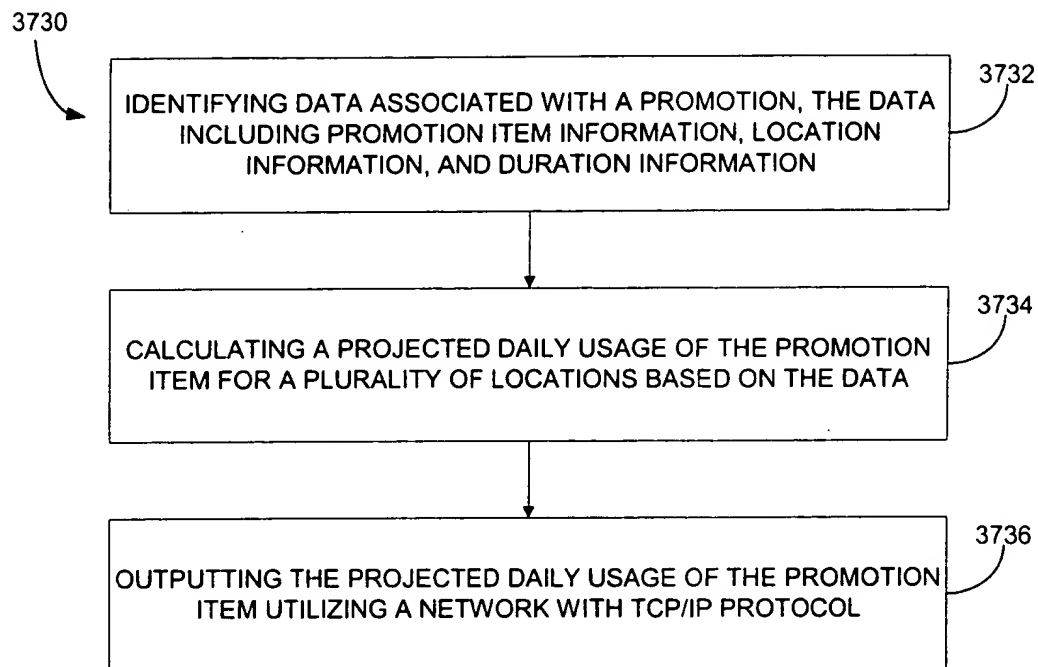 3730
3732
IDENTIFYING DATA ASSOCIATED WITH A PROMOTION, THE DATA
INCLUDING PROMOTION ITEM INFORMATION, LOCATION
INFORMATION, AND DURATION INFORMATION
3734
CALCULATING A PROJECTED DAILY USAGE OF THE PROMOTION
ITEM FOR A PLURALITY OF LOCATIONS BASED ON THE DATA
3736
OUTPUTTING THE PROJECTED DAILY USAGE OF THE PROMOTION
ITEM UTILIZING A NETWORK WITH TCP/IP PROTOCOL